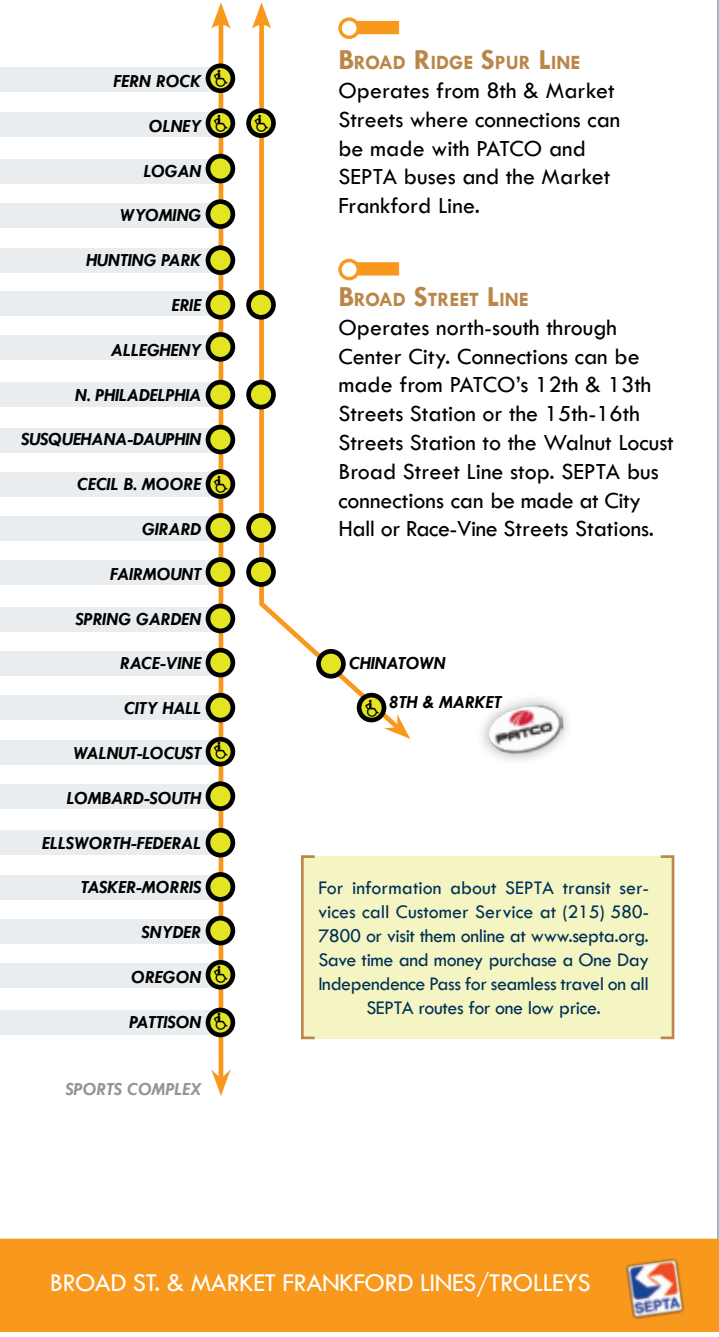 FERN ROCK
OLNEY
LOGAN
WYOMING
HUNTING PARK
ERIE
ALLEGHENY
N. PHILADELPHIA
SUSQUEHANA-DAUPHIN
CECIL B. MOORE
GIRARD
FAIRMOUNT
SPRING GARDEN
RACE-VINE
CITY HALL
WALNUT-LOCUST
LOMBARD-SOUTH
ELLSWORTH-FEDERAL
TASKER-MORRIS
SNYDER
OREGON
PATTISON
SPORTS COMPLEX
CHINATOWN
8TH & MARKET
PATCO
BROAD RIDGE SPUR LINE
Operates from 8th & Market
Streets where connections can
be made with PATCO and
SEPTA buses and the Market
Frankford Line.
BROAD STREET LINE
Operates north-south through
Center City. Connections can be
made from PATCO's 12th & 13th
Streets Station or the 15th-16th
Streets Station to the Walnut Locust
Broad Street Line stop. SEPTA bus
connections can be made at City
Hall or Race-Vine Streets Stations.
For information about SEPTA transit ser-
vices call Customer Service at (215) 580-
7800 or visit them online at www.septa.org.
Save time and money purchase a One Day
Independence Pass for seamless travel on all
SEPTA routes for one low price.
BROAD ST. & MARKET FRANKFORD LINES/TROLLEYS
SEPTA